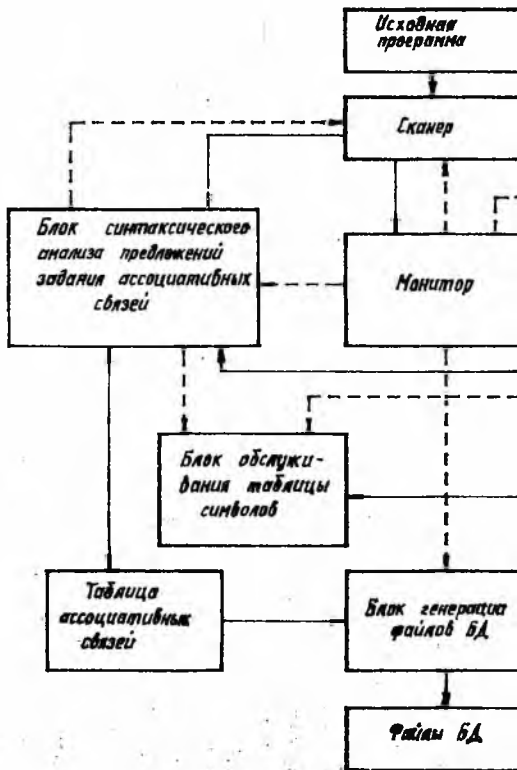 Исходная
программа
Сканер
Блок синтаксического
анализа предложений
задания ассоциативных
связей
Монитор
Блок обслужи-
вания таблицы
символов
Таблица
ассоциативных
связей
Блок генерации
файлов БД
Файлы БД